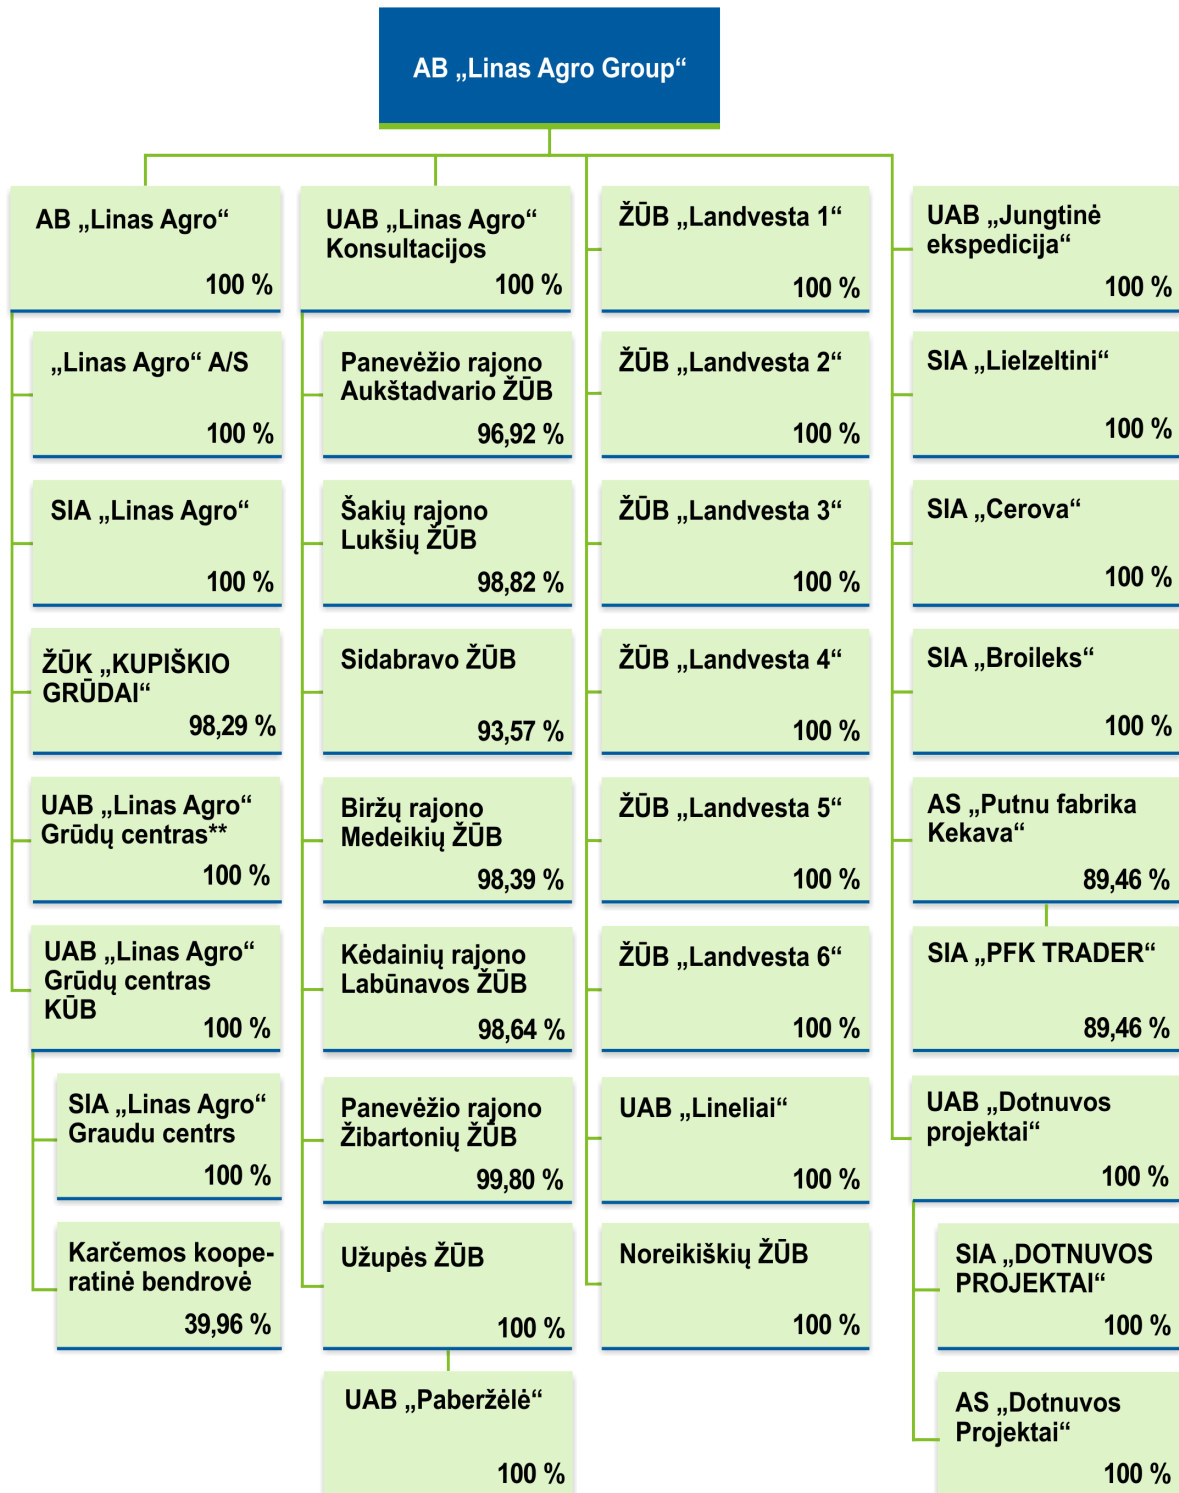 AB „Linas Agro Group“
AB „Linas Agro“
100 %
„Linas Agro“ A/S
100 %
SIA „Linas Agro“
100 %
ŽŪK „KUPIŠKIO
GRŪDAI“
98,29 %
UAB „Linas Agro“
Grūdų centras**
100 %
UAB „Linas Agro“
Grūdų centras
KŪB
100 %
SIA „Linas Agro“
Graudu centrs
100 %
Karčemos koope-
ratinė bendrovė
39,96 %
UAB „Linas Agro“
Konsultacijos
100 %
Panevėžio rajono
Aukštadvario ŽŪB
96,92 %
Šakių rajono
Lukšių ŽŪB
98,82 %
Sidabravo ŽŪB
93,57 %
Biržų rajono
Medeikių ŽŪB
98,39 %
Kėdainių rajono
Labūnavos ŽŪB
98,64 %
Panevėžio rajono
Žibartonių ŽŪB
99,80 %
Užupės ŽŪB
100 %
UAB „Paberžėlė“
100 %
ŽŪB „Landvesta 1“
100 %
ŽŪB „Landvesta 2“
100 %
ŽŪB „Landvesta 3“
100 %
ŽŪB „Landvesta 4“
100 %
ŽŪB „Landvesta 5“
100 %
ŽŪB „Landvesta 6“
100 %
UAB „Lineliai“
100 %
Noreikiškių ŽŪB
100 %
UAB „Jungtinė
ekspedicija“
100 %
SIA „Lielzeltini“
100 %
SIA „Cerova“
100 %
SIA „Broileks“
100 %
AS „Putnu fabrika
Kekava“
89,46 %
SIA „PFK TRADER“
89,46 %
UAB „Dotnuvos
projektai“
100 %
SIA „DOTNUVOS
PROJEKTAI“
100 %
AS „Dotnuvos
Projektai“
100 %